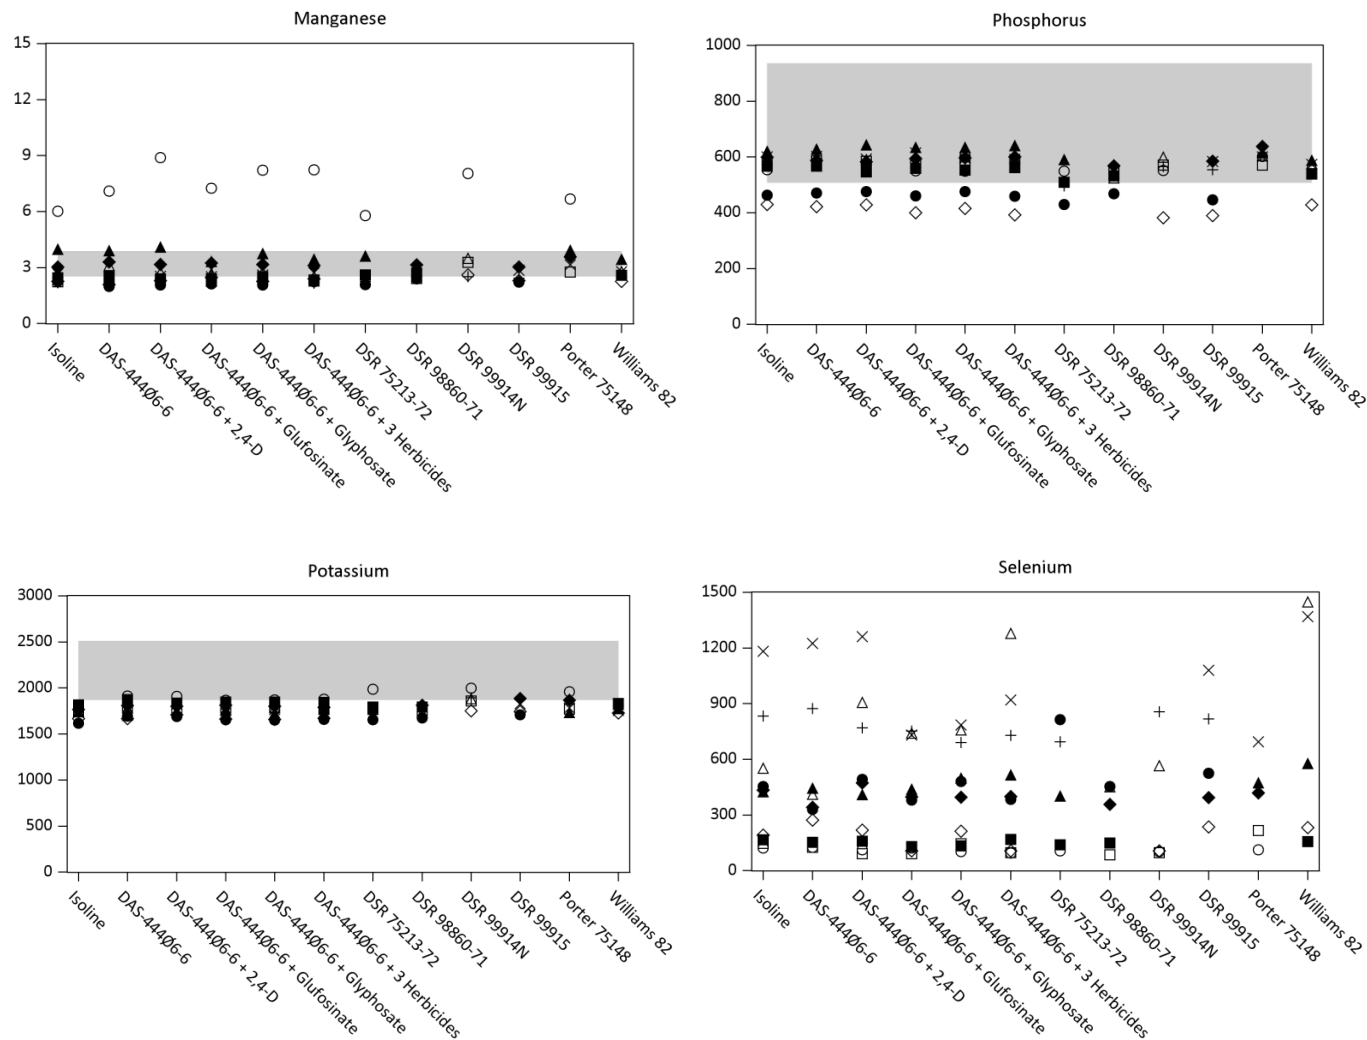 Manganese
15
12
9
6
3
0
Isoline
DAS-444Ø6-6
DAS-444Ø6-6 + 2,4-D
DAS-444Ø6-6 + Glufosinate
DAS-444Ø6-6 + Glyphosate
DAS-444Ø6-6 + 3 Herbicides
DSR 75213-72
DSR 98860-71
DSR 99914N
DSR 99915
Porter 75148
Williams 82
Phosphorus
1000
800
600
400
200
0
Isoline
DAS-444Ø6-6
DAS-444Ø6-6 + 2,4-D
DAS-444Ø6-6 + Glufosinate
DAS-444Ø6-6 + Glyphosate
DAS-444Ø6-6 + 3 Herbicides
DSR 75213-72
DSR 98860-71
DSR 99914N
DSR 99915
Porter 75148
Williams 82
Potassium
3000
2500
2000
1500
1000
500
0
Isoline
DAS-444Ø6-6
DAS-444Ø6-6 + 2,4-D
DAS-444Ø6-6 + Glufosinate
DAS-444Ø6-6 + Glyphosate
DAS-444Ø6-6 + 3 Herbicides
DSR 75213-72
DSR 98860-71
DSR 99914N
DSR 99915
Porter 75148
Williams 82
Selenium
1500
1200
900
600
300
0
Isoline
DAS-444Ø6-6
DAS-444Ø6-6 + 2,4-D
DAS-444Ø6-6 + Glufosinate
DAS-444Ø6-6 + Glyphosate
DAS-444Ø6-6 + 3 Herbicides
DSR 75213-72
DSR 98860-71
DSR 99914N
DSR 99915
Porter 75148
Williams 82